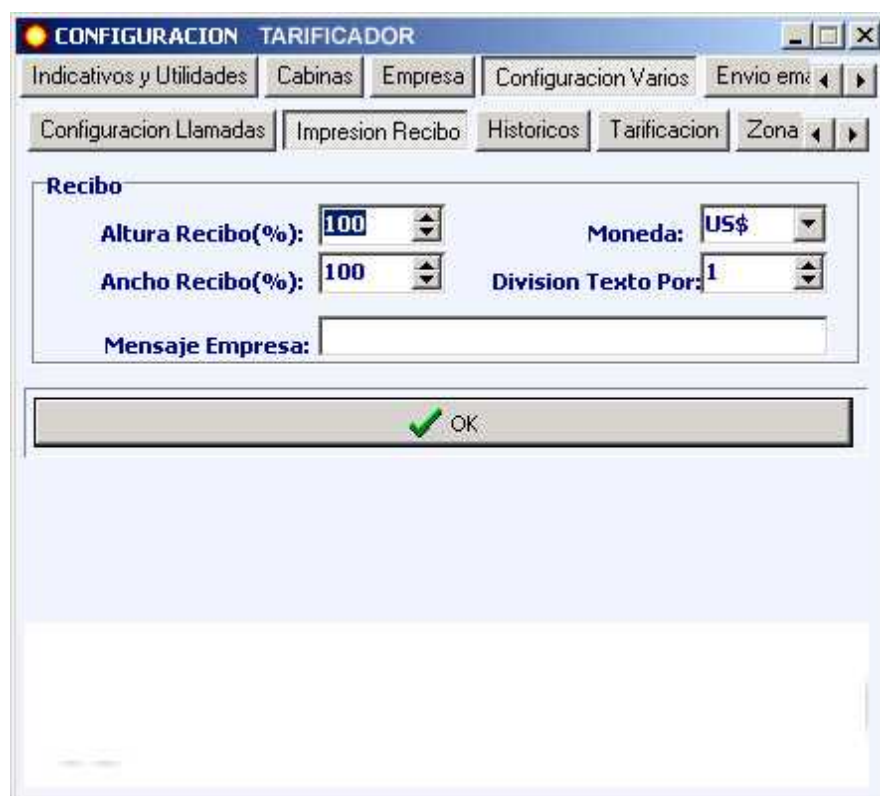 CONFIGURACION TARIFICADOR
Indicativos y Utilidades Cabinas Empresa Configuracion Varios Envio
Configuracion Llamadas Impresion Recibo Historicos Tarificacion Zona
Recibo
Altura Recibo(%): 100 Moneda: US$
Ancho Recibo(%): 100 Division Texto Por: 1
Mensaje Empresa:
OK